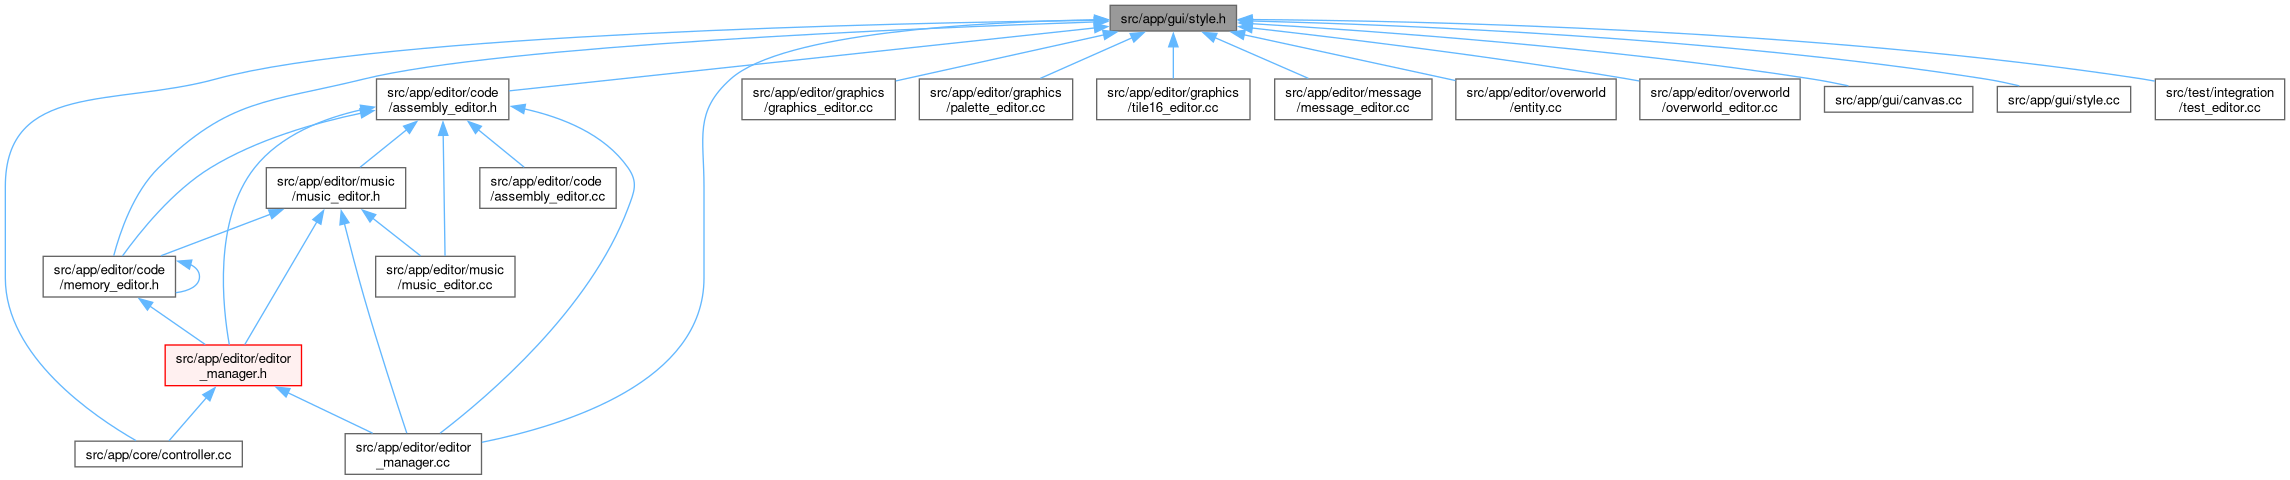 src/app/gui/style.h
src/app/editor/code
/assembly_editor.h
src/app/editor/graphics
/graphics_editor.cc
src/app/editor/graphics
/palette_editor.cc
src/app/editor/graphics
/tile16_editor.cc
src/app/editor/message
/message_editor.cc
src/app/editor/overworld
/entity.cc
src/app/editor/overworld
/overworld_editor.cc
src/app/gui/canvas.cc
src/app/gui/style.cc
src/test/integration
/test_editor.cc
src/app/editor/music
/music_editor.h
src/app/editor/code
/assembly_editor.cc
src/app/editor/code
/memory_editor.h
src/app/editor/music
/music_editor.cc
src/app/editor/editor
_manager.h
src/app/core/controller.cc
src/app/editor/editor
_manager.cc